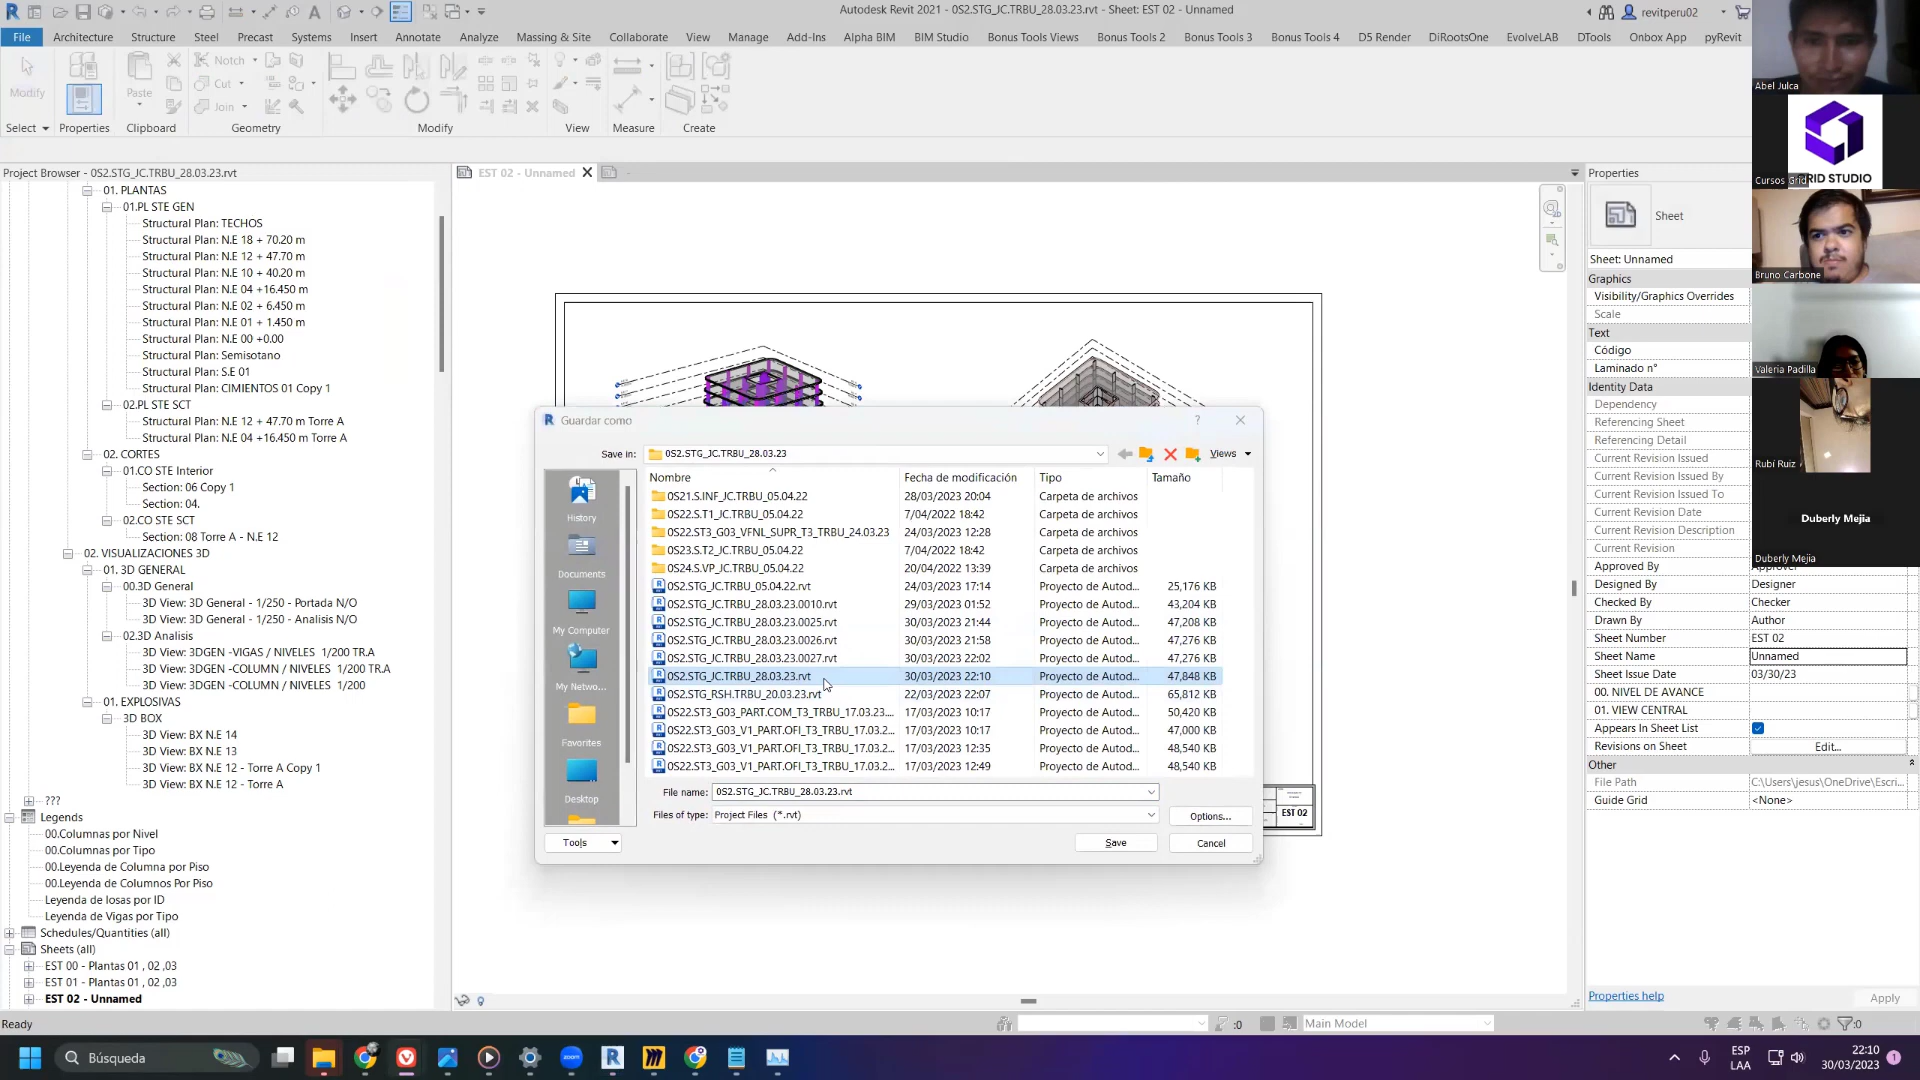 Autodesk Revit 2021 - 0S2.STG_JC.TRBU_28.03.23.rvt - Sheet: EST 02 - Unnamed
revitperu02
File Architecture Structure Steel Precast Systems Insert Annotate Analyze Massing & Site Collaborate View Manage Add-Ins Alpha BIM BIM Studio Bonus Tools Views Bonus Tools 2 Bonus Tools 3 Bonus Tools 4 D5 Render DiRootsOne EvolveLAB DTools Onbox App pyRevit
Modify
Paste
Notch
Cut
Join
Select Properties Clipboard Geometry Modify View Measure Create
Project Browser - 0S2.STG_JC.TRBU_28.03.23.rvt
01. PLANTAS
01.PL STE GEN
Structural Plan: TECHOS
Structural Plan: N.E 18 + 70.20 m
Structural Plan: N.E 12 + 47.70 m
Structural Plan: N.E 10 + 40.20 m
Structural Plan: N.E 04 +16.450 m
Structural Plan: N.E 02 + 6.450 m
Structural Plan: N.E 01 + 1.450 m
Structural Plan: N.E 00 +0.00
Structural Plan: Semisotano
Structural Plan: S.E 01
Structural Plan: CIMIENTOS 01 Copy 1
02.PL STE SCT
Structural Plan: N.E 12 + 47.70 m Torre A
Structural Plan: N.E 04 +16.450 m Torre A
02. CORTES
01.CO STE Interior
Section: 06 Copy 1
Section: 04.
02.CO STE SCT
Section: 08 Torre A - N.E 12
02. VISUALIZACIONES 3D
01. 3D GENERAL
00.3D General
3D View: 3D General - 1/250 - Portada N/O
3D View: 3D General - 1/250 - Analisis N/O
02.3D Analisis
3D View: 3DGEN -VIGAS / NIVELES 1/200 TR.A
3D View: 3DGEN -COLUMN / NIVELES 1/200 TR.A
3D View: 3DGEN -COLUMN / NIVELES 1/200
01. EXPLOSIVAS
3D BOX
3D View: BX N.E 14
3D View: BX N.E 13
3D View: BX N.E 12 - Torre A Copy 1
3D View: BX N.E 12 - Torre A
???
Legends
00.Columnas por Nivel
00.Columnas por Tipo
00.Leyenda de Columna por Piso
00.Leyenda de Columnos Por Piso
Leyenda de losas por ID
Leyenda de Vigas por Tipo
Schedules/Quantities (all)
Sheets (all)
EST 00 - Plantas 01 , 02 ,03
EST 01 - Plantas 01 , 02 ,03
EST 02 - Unnamed
EST 02 - Unnamed
EST 02
Guardar como
Save in: 0S2.STG_JC.TRBU_28.03.23 Views
Nombre Fecha de modificación Tipo Tamaño
0S21.S.INF_JC.TRBU_05.04.22 28/03/2023 20:04 Carpeta de archivos
0S22.S.T1_JC.TRBU_05.04.22 7/04/2022 18:42 Carpeta de archivos
0S22.ST3_G03_VFNL_SUPR_T3_TRBU_24.03.23 24/03/2023 12:28 Carpeta de archivos
0S23.S.T2_JC.TRBU_05.04.22 7/04/2022 18:42 Carpeta de archivos
0S24.S.VP_JC.TRBU_05.04.22 20/04/2022 13:39 Carpeta de archivos
0S2.STG_JC.TRBU_05.04.22.rvt 24/03/2023 17:14 Proyecto de Autod... 25,176 KB
0S2.STG_JC.TRBU_28.03.23.0010.rvt 29/03/2023 01:52 Proyecto de Autod... 43,204 KB
0S2.STG_JC.TRBU_28.03.23.0025.rvt 30/03/2023 21:44 Proyecto de Autod... 47,208 KB
0S2.STG_JC.TRBU_28.03.23.0026.rvt 30/03/2023 21:58 Proyecto de Autod... 47,276 KB
0S2.STG_JC.TRBU_28.03.23.0027.rvt 30/03/2023 22:02 Proyecto de Autod... 47,276 KB
0S2.STG_JC.TRBU_28.03.23.rvt 30/03/2023 22:10 Proyecto de Autod... 47,848 KB
0S2.STG_RSH.TRBU_20.03.23.rvt 22/03/2023 22:07 Proyecto de Autod... 65,812 KB
0S22.ST3_G03_PART.COM_T3_TRBU_17.03.23.... 17/03/2023 10:17 Proyecto de Autod... 50,420 KB
0S22.ST3_G03_V1_PART.OFI_T3_TRBU_17.03.2... 17/03/2023 10:17 Proyecto de Autod... 47,000 KB
0S22.ST3_G03_V1_PART.OFI_T3_TRBU_17.03.2... 17/03/2023 12:35 Proyecto de Autod... 48,540 KB
0S22.ST3_G03_V1_PART.OFI_T3_TRBU_17.03.2... 17/03/2023 12:49 Proyecto de Autod... 48,540 KB
History
Documents
My Computer
My Netwo...
Favorites
Desktop
File name: 0S2.STG_JC.TRBU_28.03.23.rvt
Files of type: Project Files (*.rvt) Options...
Tools Save Cancel
Properties
Sheet
Sheet: Unnamed
Graphics
Visibility/Graphics Overrides
Scale
Text
Código
Laminado n°
Identity Data
Dependency
Referencing Sheet
Referencing Detail
Current Revision Issued
Current Revision Issued By
Current Revision Issued To
Current Revision Date
Current Revision Description
Current Revision
Approved By Approver
Designed By Designer
Checked By Checker
Drawn By Author
Sheet Number EST 02
Sheet Name Unnamed
Sheet Issue Date 03/30/23
00. NIVEL DE AVANCE
01. VIEW CENTRAL
Appears In Sheet List
Revisions on Sheet Edit...
Other
File Path C:\Users\jesus\OneDrive\Escri...
Guide Grid <None>
Properties help Apply
Abel Julca
GRID STUDIO
Cursos Grid
Bruno Carbone
Valeria Padilla
Rubí Ruiz
Duberly Mejia
Duberly Mejia
Ready :0 Main Model :0
Búsqueda
ESP
LAA
22:10
30/03/2023
1